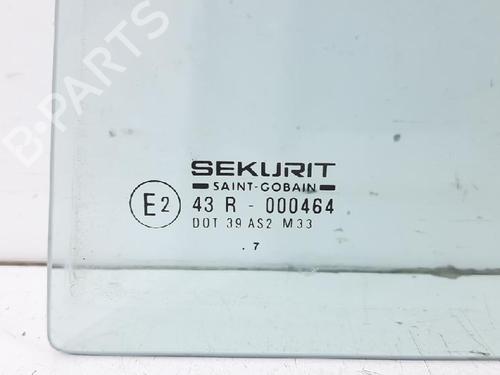 B-PARTS
SEKURIT
SAINT-GOBAIN
E2 43 R - 000464
DOT 39 AS2 M33
. 7